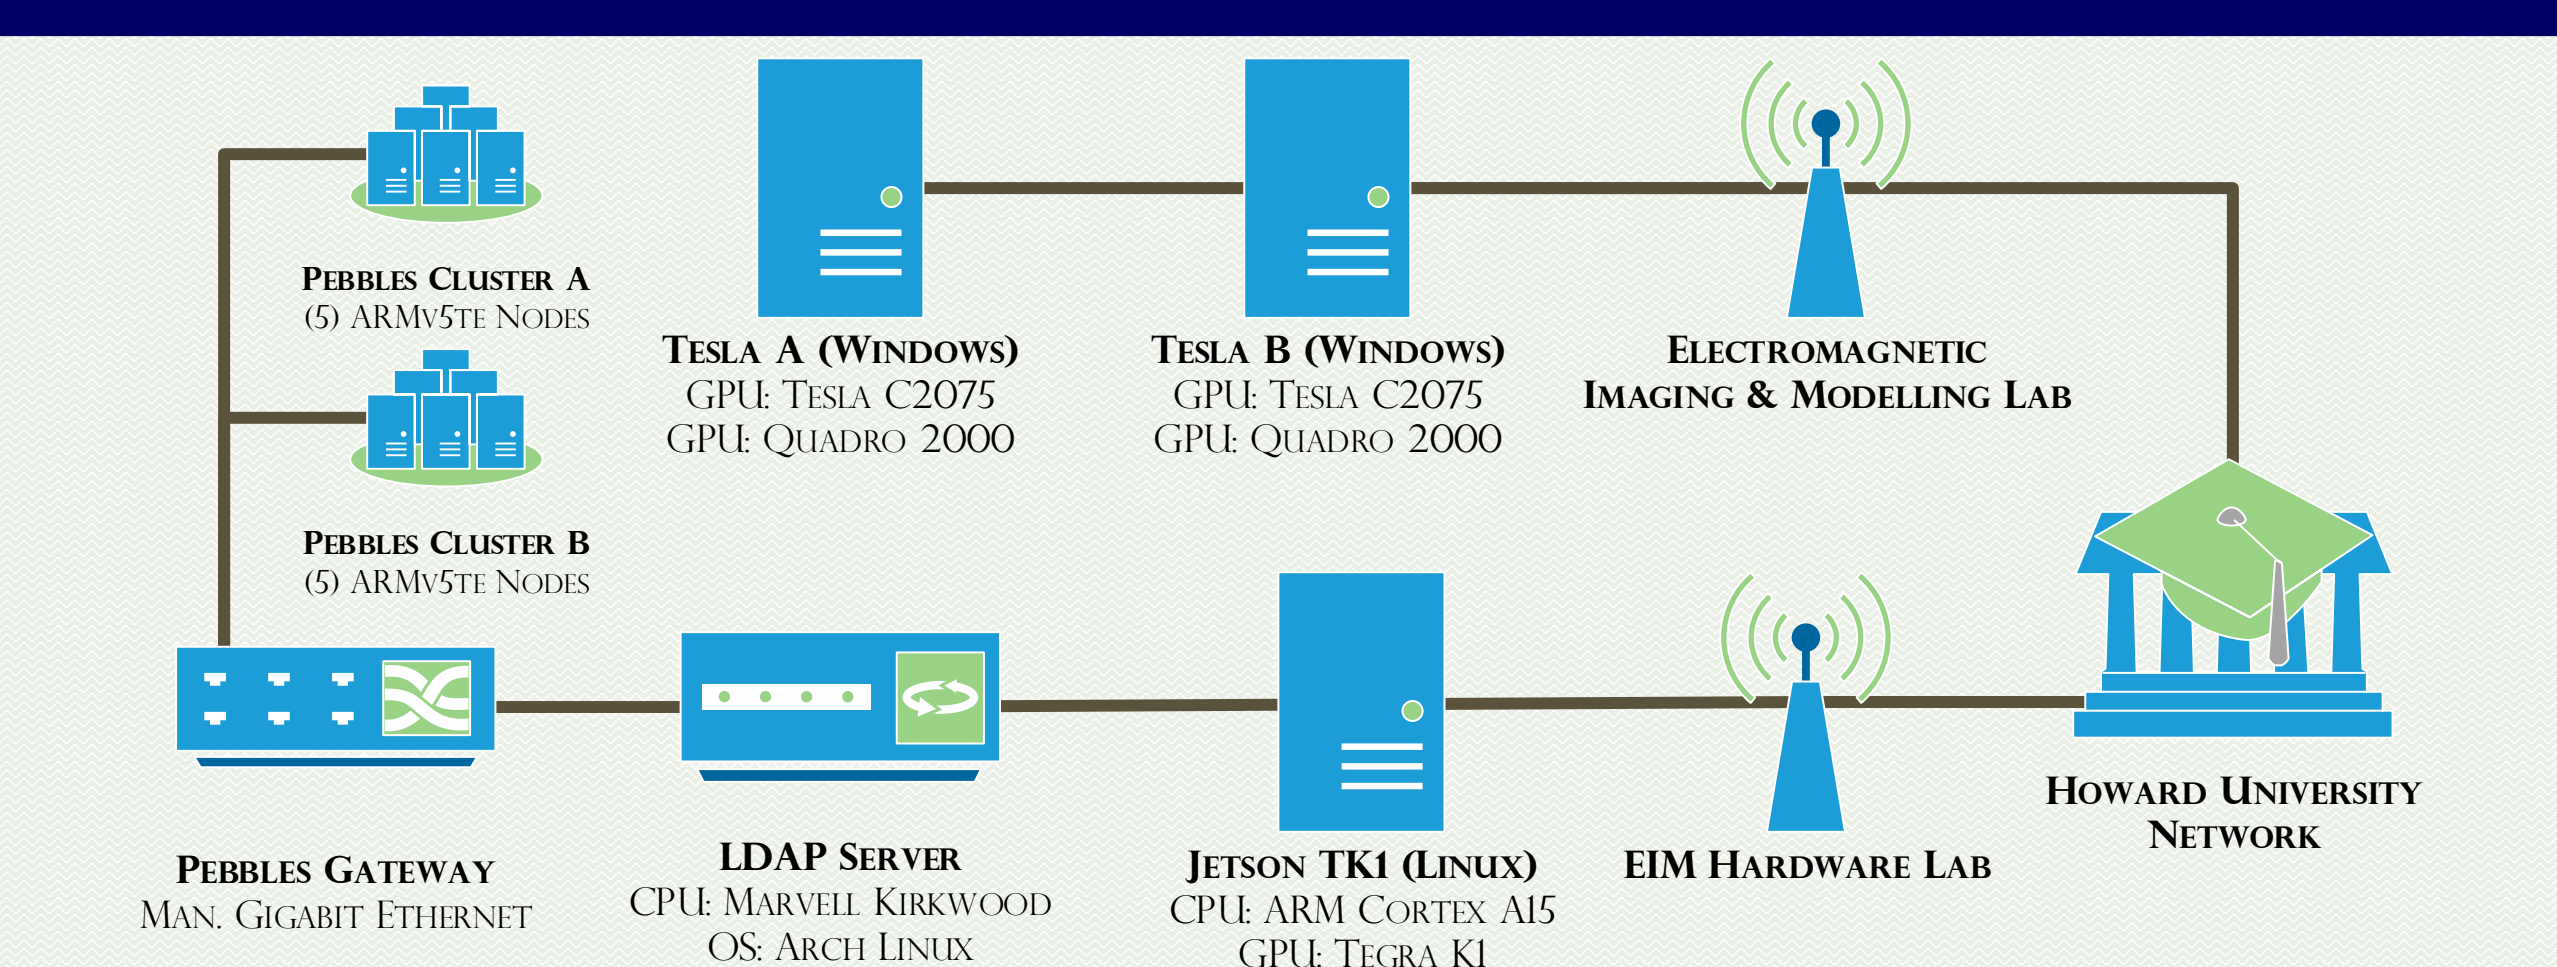 Pebbles Cluster A
(5) ARMv5te Nodes
Pebbles Cluster B
(5) ARMv5te Nodes
Tesla A (Windows)
GPU: Tesla C2075
GPU: Quadro 2000
Tesla B (Windows)
GPU: Tesla C2075
GPU: Quadro 2000
Electromagnetic
Imaging & Modelling Lab
Pebbles Gateway
Man. Gigabit Ethernet
LDAP Server
CPU: Marvell Kirkwood
OS: Arch Linux
Jetson TK1 (Linux)
CPU: ARM Cortex A15
GPU: Tegra K1
EIM Hardware Lab
Howard University
Network